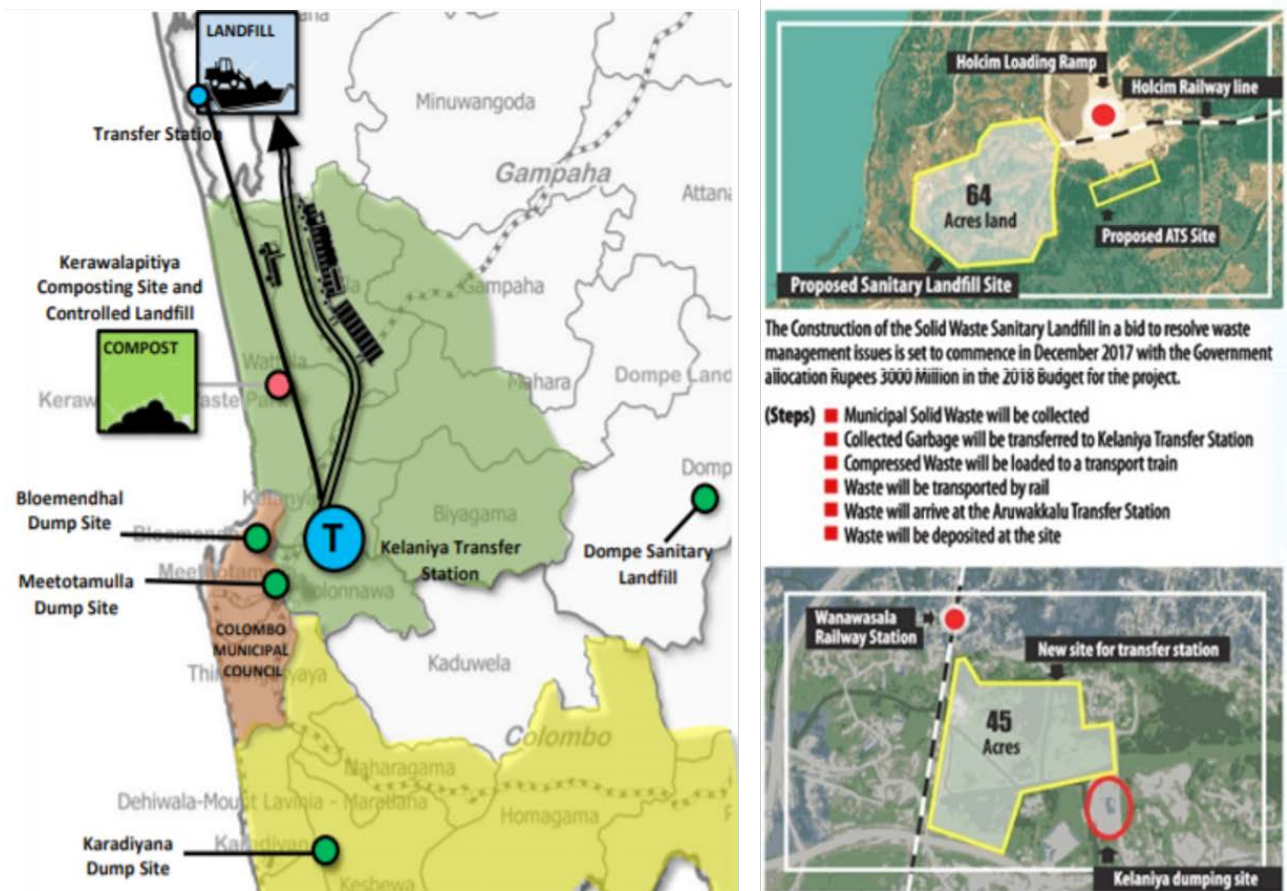 LANDFILL
Minuwangoda
Transfer Station
Gampaha
Kerawalapitiya
Composting Site and
Controlled Landfill
Gampaha
COMPOST
Mahara
Bloemendhal
Dump Site
Biyagama
T
Kelaniya Transfer
Station
Dompe Sanitary
Landfill
Meetotamulla
Dump Site
COLOMBO
MUNICIPAL
COUNCIL
Kaduwela
Colombo
Maharagama
Dehiwala-Mount Lavinia - Maratlaha
Homagama
Karadiyana
Dump Site
Kesbewa
Holcim Loading Ramp
Holcim Railway line
64
Acres land
Proposed ATS Site
Proposed Sanitary Landfill Site
The Construction of the Solid Waste Sanitary Landfill in a bid to resolve waste
management issues is set to commence in December 2017 with the Government
allocation Rupees 3000 Million in the 2018 Budget for the project.
(Steps) Municipal Solid Waste will be collected
Collected Garbage will be transferred to Kelaniya Transfer Station
Compressed Waste will be loaded to a transport train
Waste will be transported by rail
Waste will arrive at the Aruwakkalu Transfer Station
Waste will be deposited at the site
Wanawasala
Railway Station
New site for transfer station
45
Acres
Kelaniya dumping site